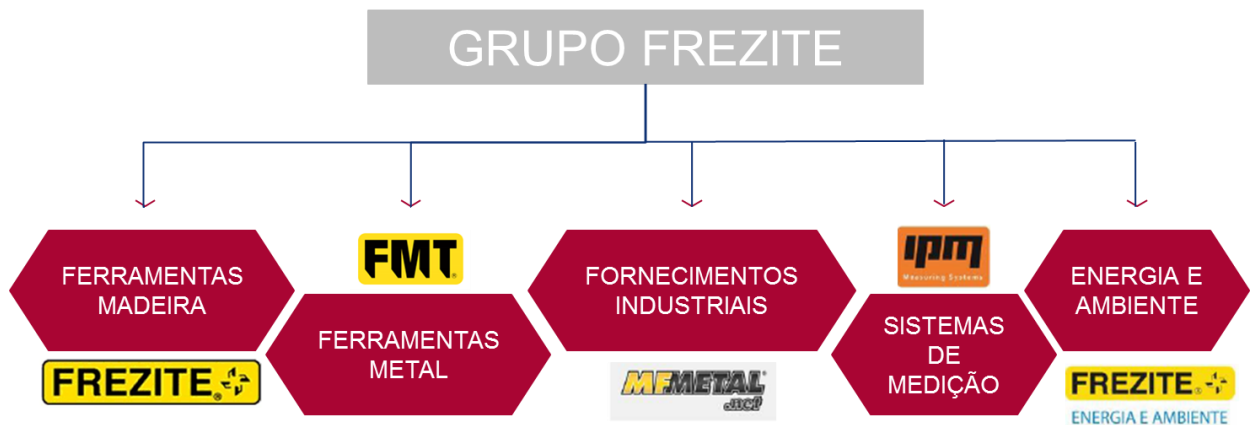 GRUPO FREZITE
FERRAMENTAS
MADEIRA
FREZITE®
FMT®
FERRAMENTAS
METAL
FORNECIMENTOS
INDUSTRIAIS
MFMETAL®
.net
ipm
Measuring Systems
SISTEMAS
DE
MEDIÇÃO
ENERGIA E
AMBIENTE
FREZITE®
ENERGIA E AMBIENTE